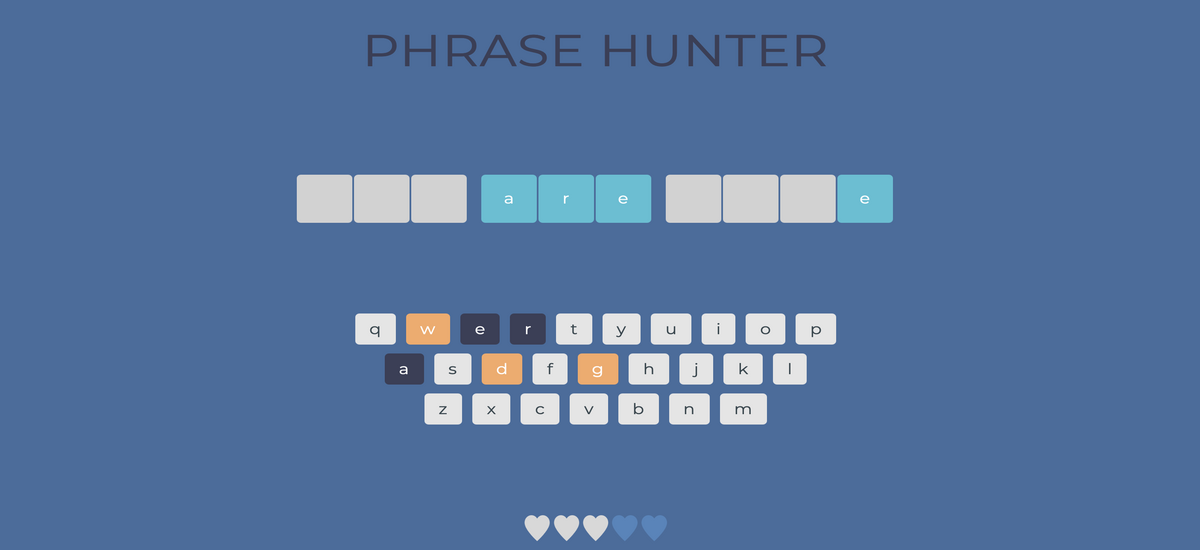 PHRASE HUNTER
a r e e
q w e r t y u i o p
a s d f g h j k l
z x c v b n m